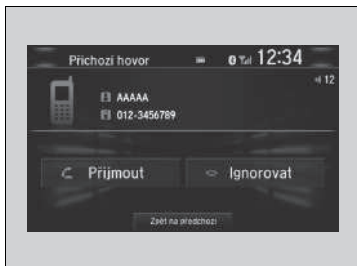 Příchozí hovor 12:34
12
AAAAA
012-3456789
Přijmout Ignorovat
Zpět na předchozí